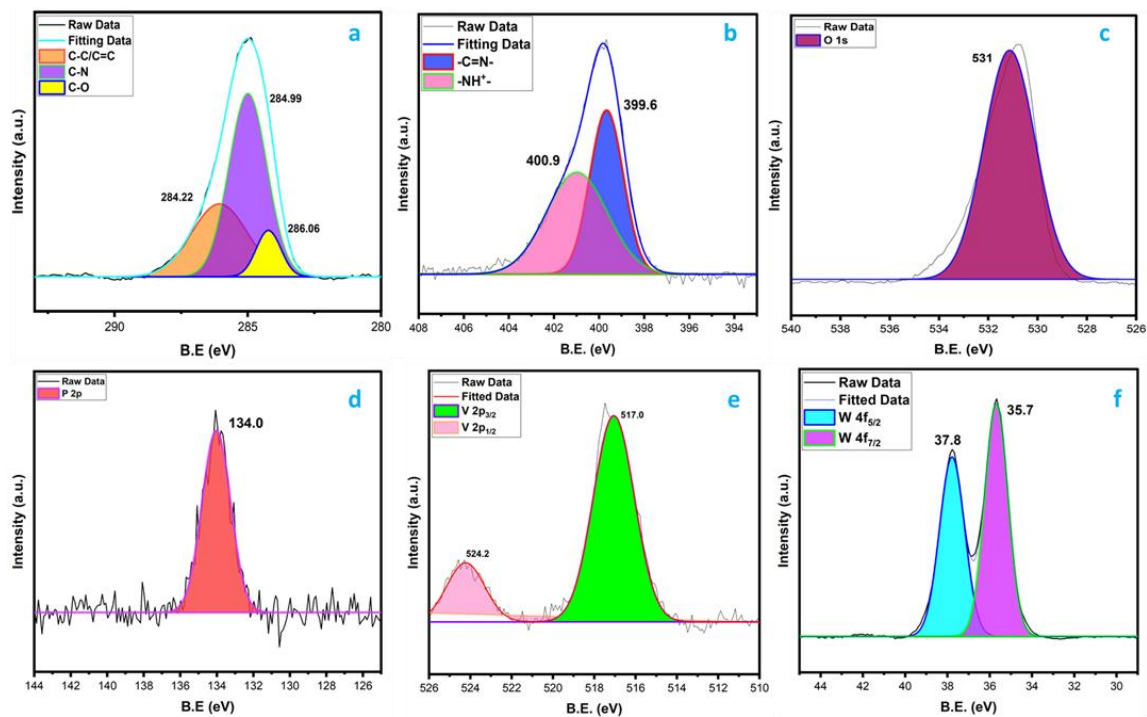 Raw Data
Fitting Data
C-C/C=C
C-N
C-O
a
284.99
284.22
286.06
Intensity (a.u.)
290 285 280
B.E (eV)
Raw Data
Fitting Data
-C=N-
-NH⁺-
b
399.6
400.9
Intensity (a.u.)
408 406 404 402 400 398 396 394
B.E. (eV)
Raw Data
O 1s
c
531
Intensity (a.u.)
540 538 536 534 532 530 528 526
B.E. (eV)
Raw Data
P 2p
d
134.0
Intensity (a.u.)
144 142 140 138 136 134 132 130 128 126
B.E. (eV)
Raw Data
Fitted Data
V 2p3/2
V 2p1/2
e
517.0
524.2
Intensity (a.u.)
526 524 522 520 518 516 514 512 510
B.E. (eV)
Raw Data
Fitted Data
W 4f5/2
W 4f7/2
f
35.7
37.8
Intensity (a.u.)
44 42 40 38 36 34 32 30
B.E. (eV)